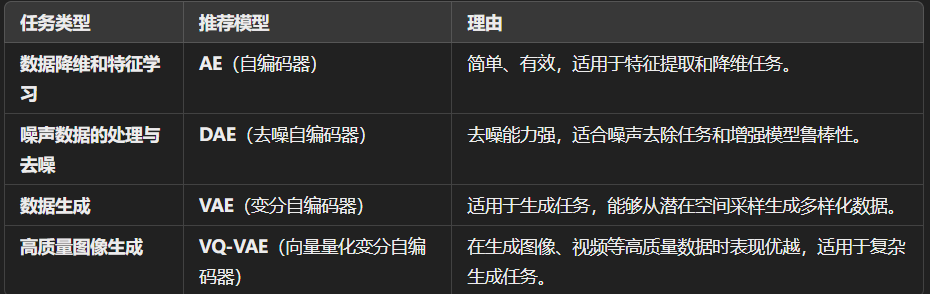 任务类型 推荐模型 理由
数据降维和特征学 AE（自编码器） 简单、有效，适用于特征提取和降维任务。
习
噪声数据的处理与 DAE（去噪自编码器） 去噪能力强，适合噪声去除任务和增强模型鲁棒性。
去噪
数据生成 VAE（变分自编码器） 适用于生成任务，能够从潜在空间采样生成多样化数据。
高质量图像生成 VQ-VAE（向量量化变分自编 在生成图像、视频等高质量数据时表现优越，适用于复杂
码器） 生成任务。